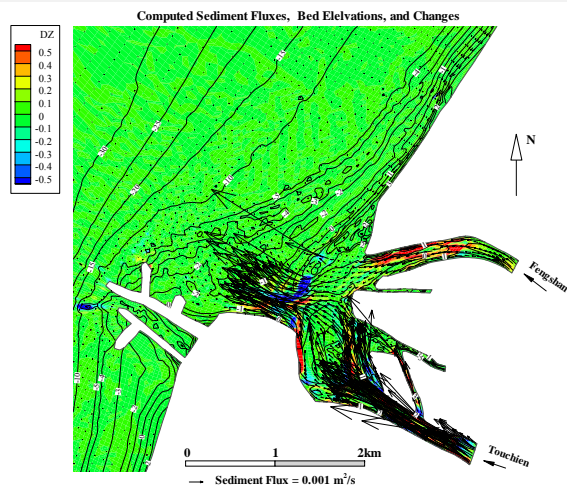 Computed Sediment Fluxes, Bed Elelvations, and Changes
DZ
0.5
0.4
0.3
0.2
0.1
0
-0.1
-0.2
-0.3
-0.4
-0.5
N
Fengshan
Touchien
0 1 2km
Sediment Flux = 0.001 m²/s